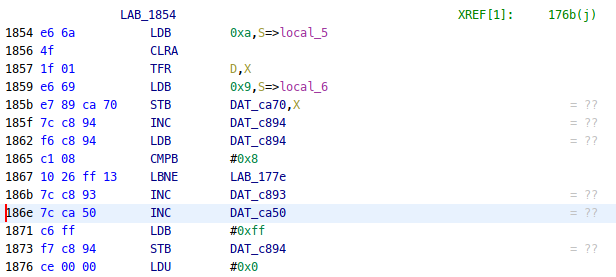 LAB_1854 XREF[1]: 176b(j)
1854 e6 6a LDB 0xa,S=>local_5
1856 4f CLRA
1857 1f 01 TFR D,X
1859 e6 69 LDB 0x9,S=>local_6
185b e7 89 ca 70 STB DAT_ca70,X = ??
185f 7c c8 94 INC DAT_c894 = ??
1862 f6 c8 94 LDB DAT_c894 = ??
1865 c1 08 CMPB #0x8
1867 10 26 ff 13 LBNE LAB_177e
186b 7c c8 93 INC DAT_c893 = ??
186e 7c ca 50 INC DAT_ca50 = ??
1871 c6 ff LDB #0xff
1873 f7 c8 94 STB DAT_c894 = ??
1876 ce 00 00 LDU #0x0